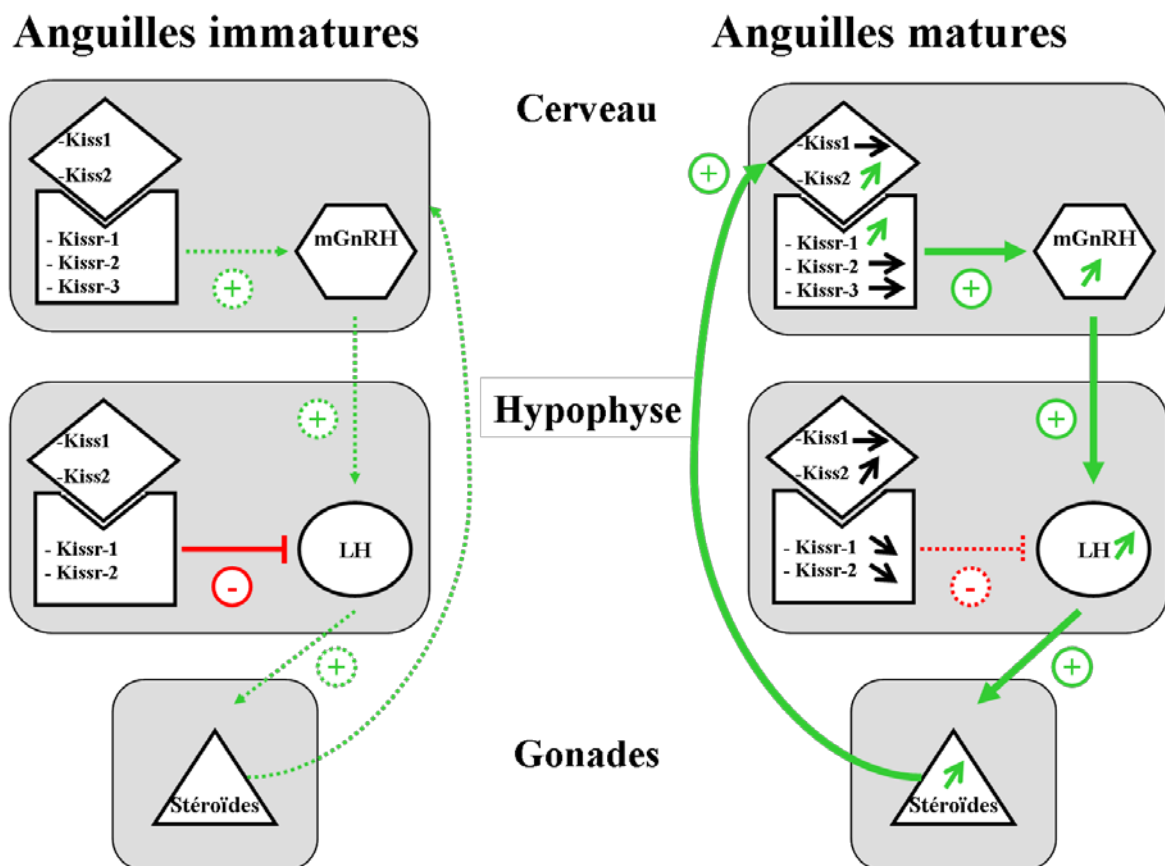 Anguilles immatures
-Kiss1
-Kiss2
- Kissr-1
- Kissr-2
- Kissr-3
+
mGnRH
+
-Kiss1
-Kiss2
- Kissr-1
- Kissr-2
-
LH
+
Stéroïdes
Cerveau
Hypophyse
Gonades
Anguilles matures
+
-Kiss1
-Kiss2
- Kissr-1
- Kissr-2
- Kissr-3
+
mGnRH
+
-Kiss1
-Kiss2
- Kissr-1
- Kissr-2
-
LH
+
Stéroïdes